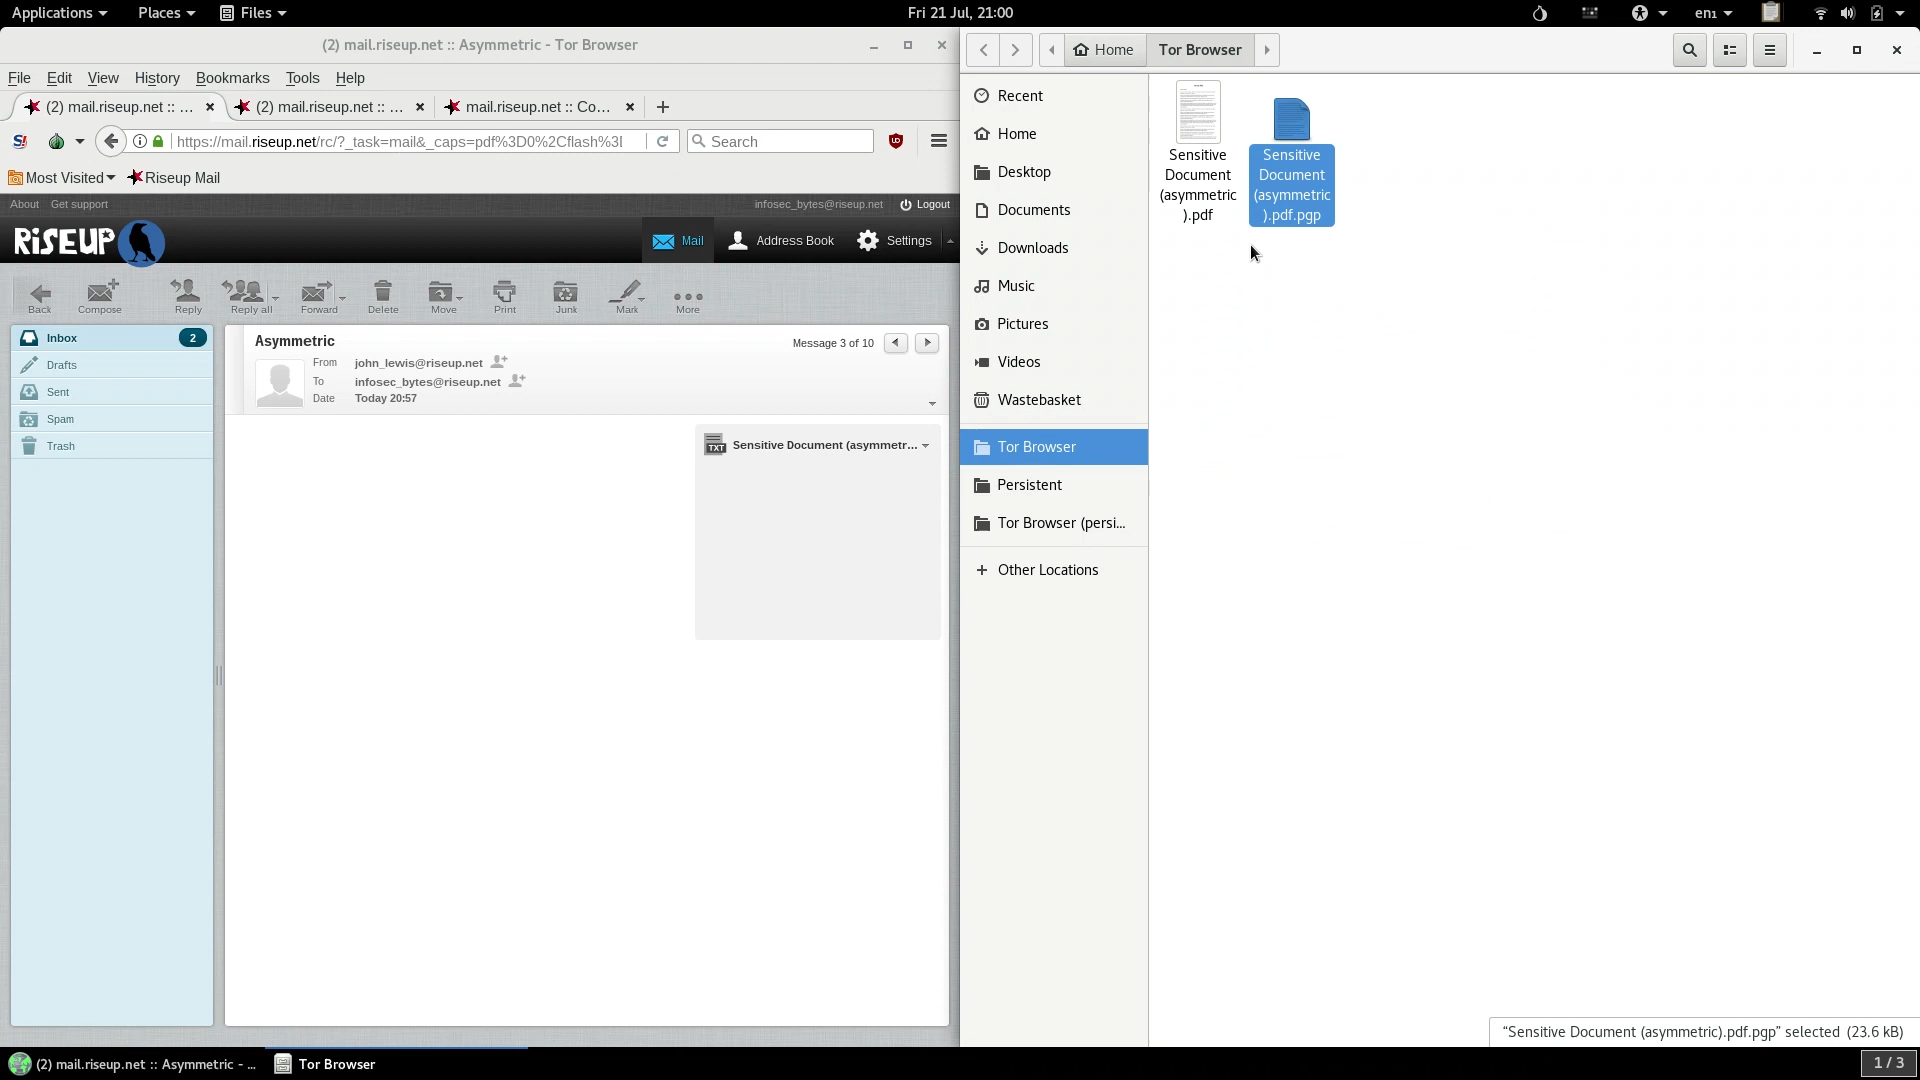 Applications Places Files Fri 21 Jul, 21:00 en1
(2) mail.riseup.net :: Asymmetric - Tor Browser
File Edit View History Bookmarks Tools Help
(2) mail.riseup.net :: ... (2) mail.riseup.net :: ... mail.riseup.net :: Co...
https://mail.riseup.net/rc/?_task=mail&_caps=pdf%3D0%2Cflash%3I Search
Most Visited Riseup Mail
About Get support infosec_bytes@riseup.net Logout
RiSEUP Mail Address Book Settings
Back Compose Reply Reply all Forward Delete Move Print Junk Mark More
Inbox 2
Drafts
Sent
Spam
Trash
Asymmetric Message 3 of 10
From john_lewis@riseup.net
To infosec_bytes@riseup.net
Date Today 20:57
TXT Sensitive Document (asymmetr...
Home Tor Browser
Recent
Home
Desktop
Documents
Downloads
Music
Pictures
Videos
Wastebasket
Tor Browser
Persistent
Tor Browser (persi...
Other Locations
Sensitive
Document
(asymmetric
).pdf
Sensitive
Document
(asymmetric
).pdf.pgp
“Sensitive Document (asymmetric).pdf.pgp” selected (23.6 kB)
(2) mail.riseup.net :: Asymmetric - ... Tor Browser 1 / 3